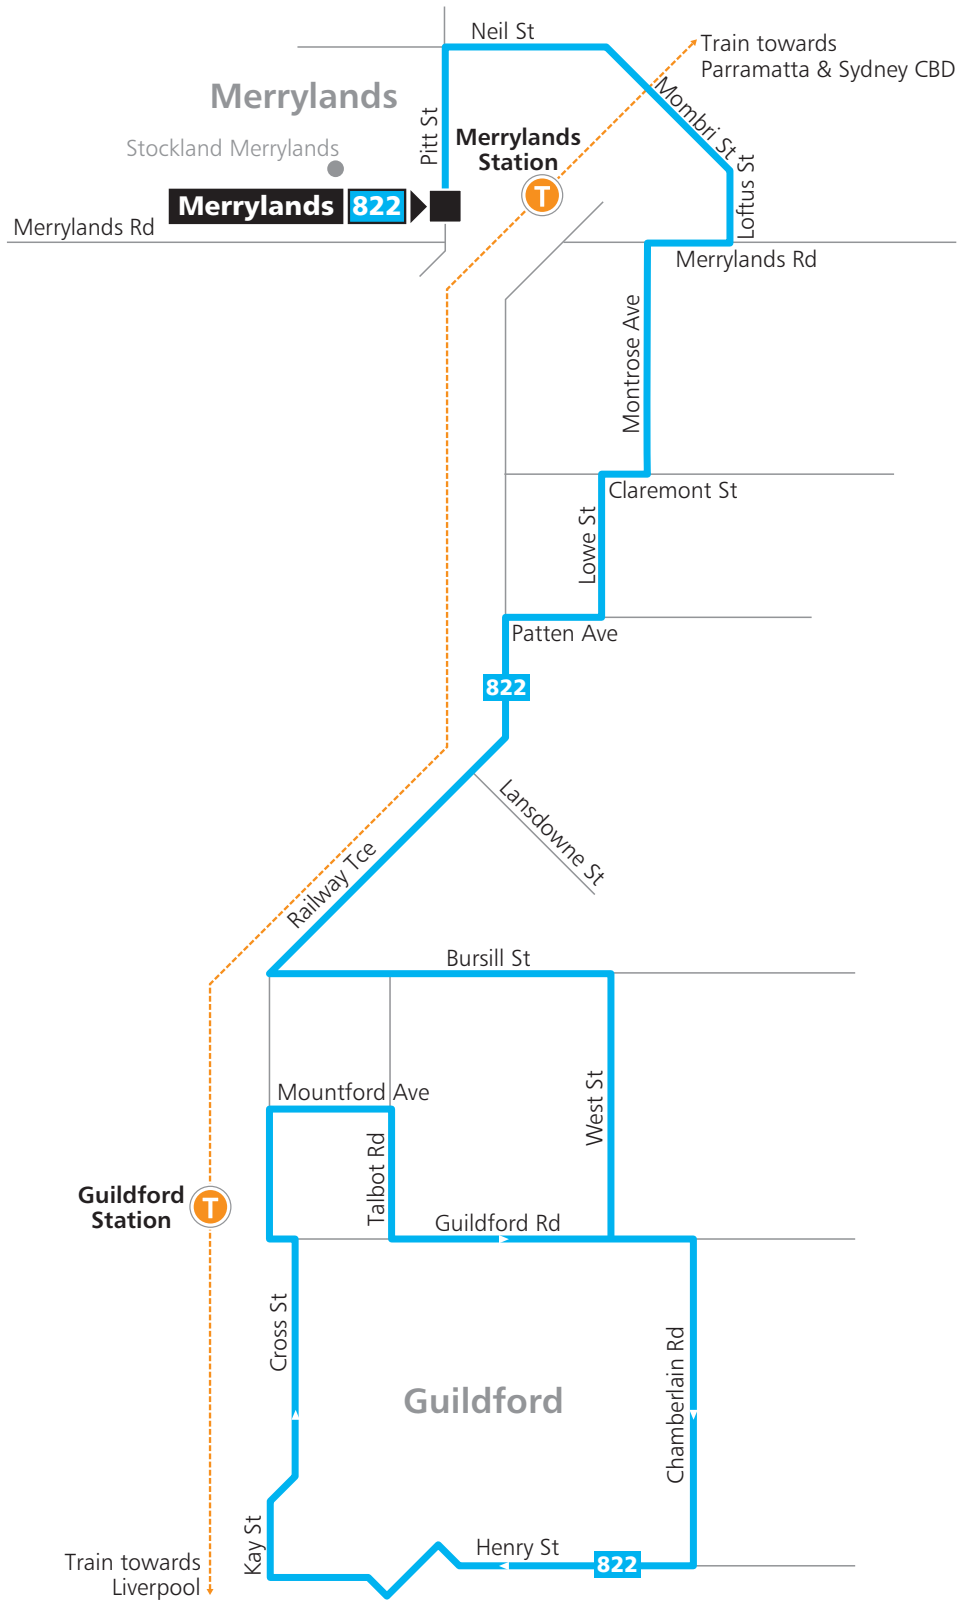 Neil St
Train towards
Parramatta & Sydney CBD
Merrylands
Mombri St
Pitt St
Merrylands
Station
Stockland Merrylands
T
Loftus St
Merrylands 822
Merrylands Rd
Merrylands Rd
Montrose Ave
Claremont St
Lowe St
Patten Ave
822
Lansdowne St
Railway Tce
Bursill St
West St
Mountford Ave
Talbot Rd
Guildford
Station
T
Guildford Rd
Cross St
Chamberlain Rd
Guildford
Kay St
Henry St
822
Train towards
Liverpool